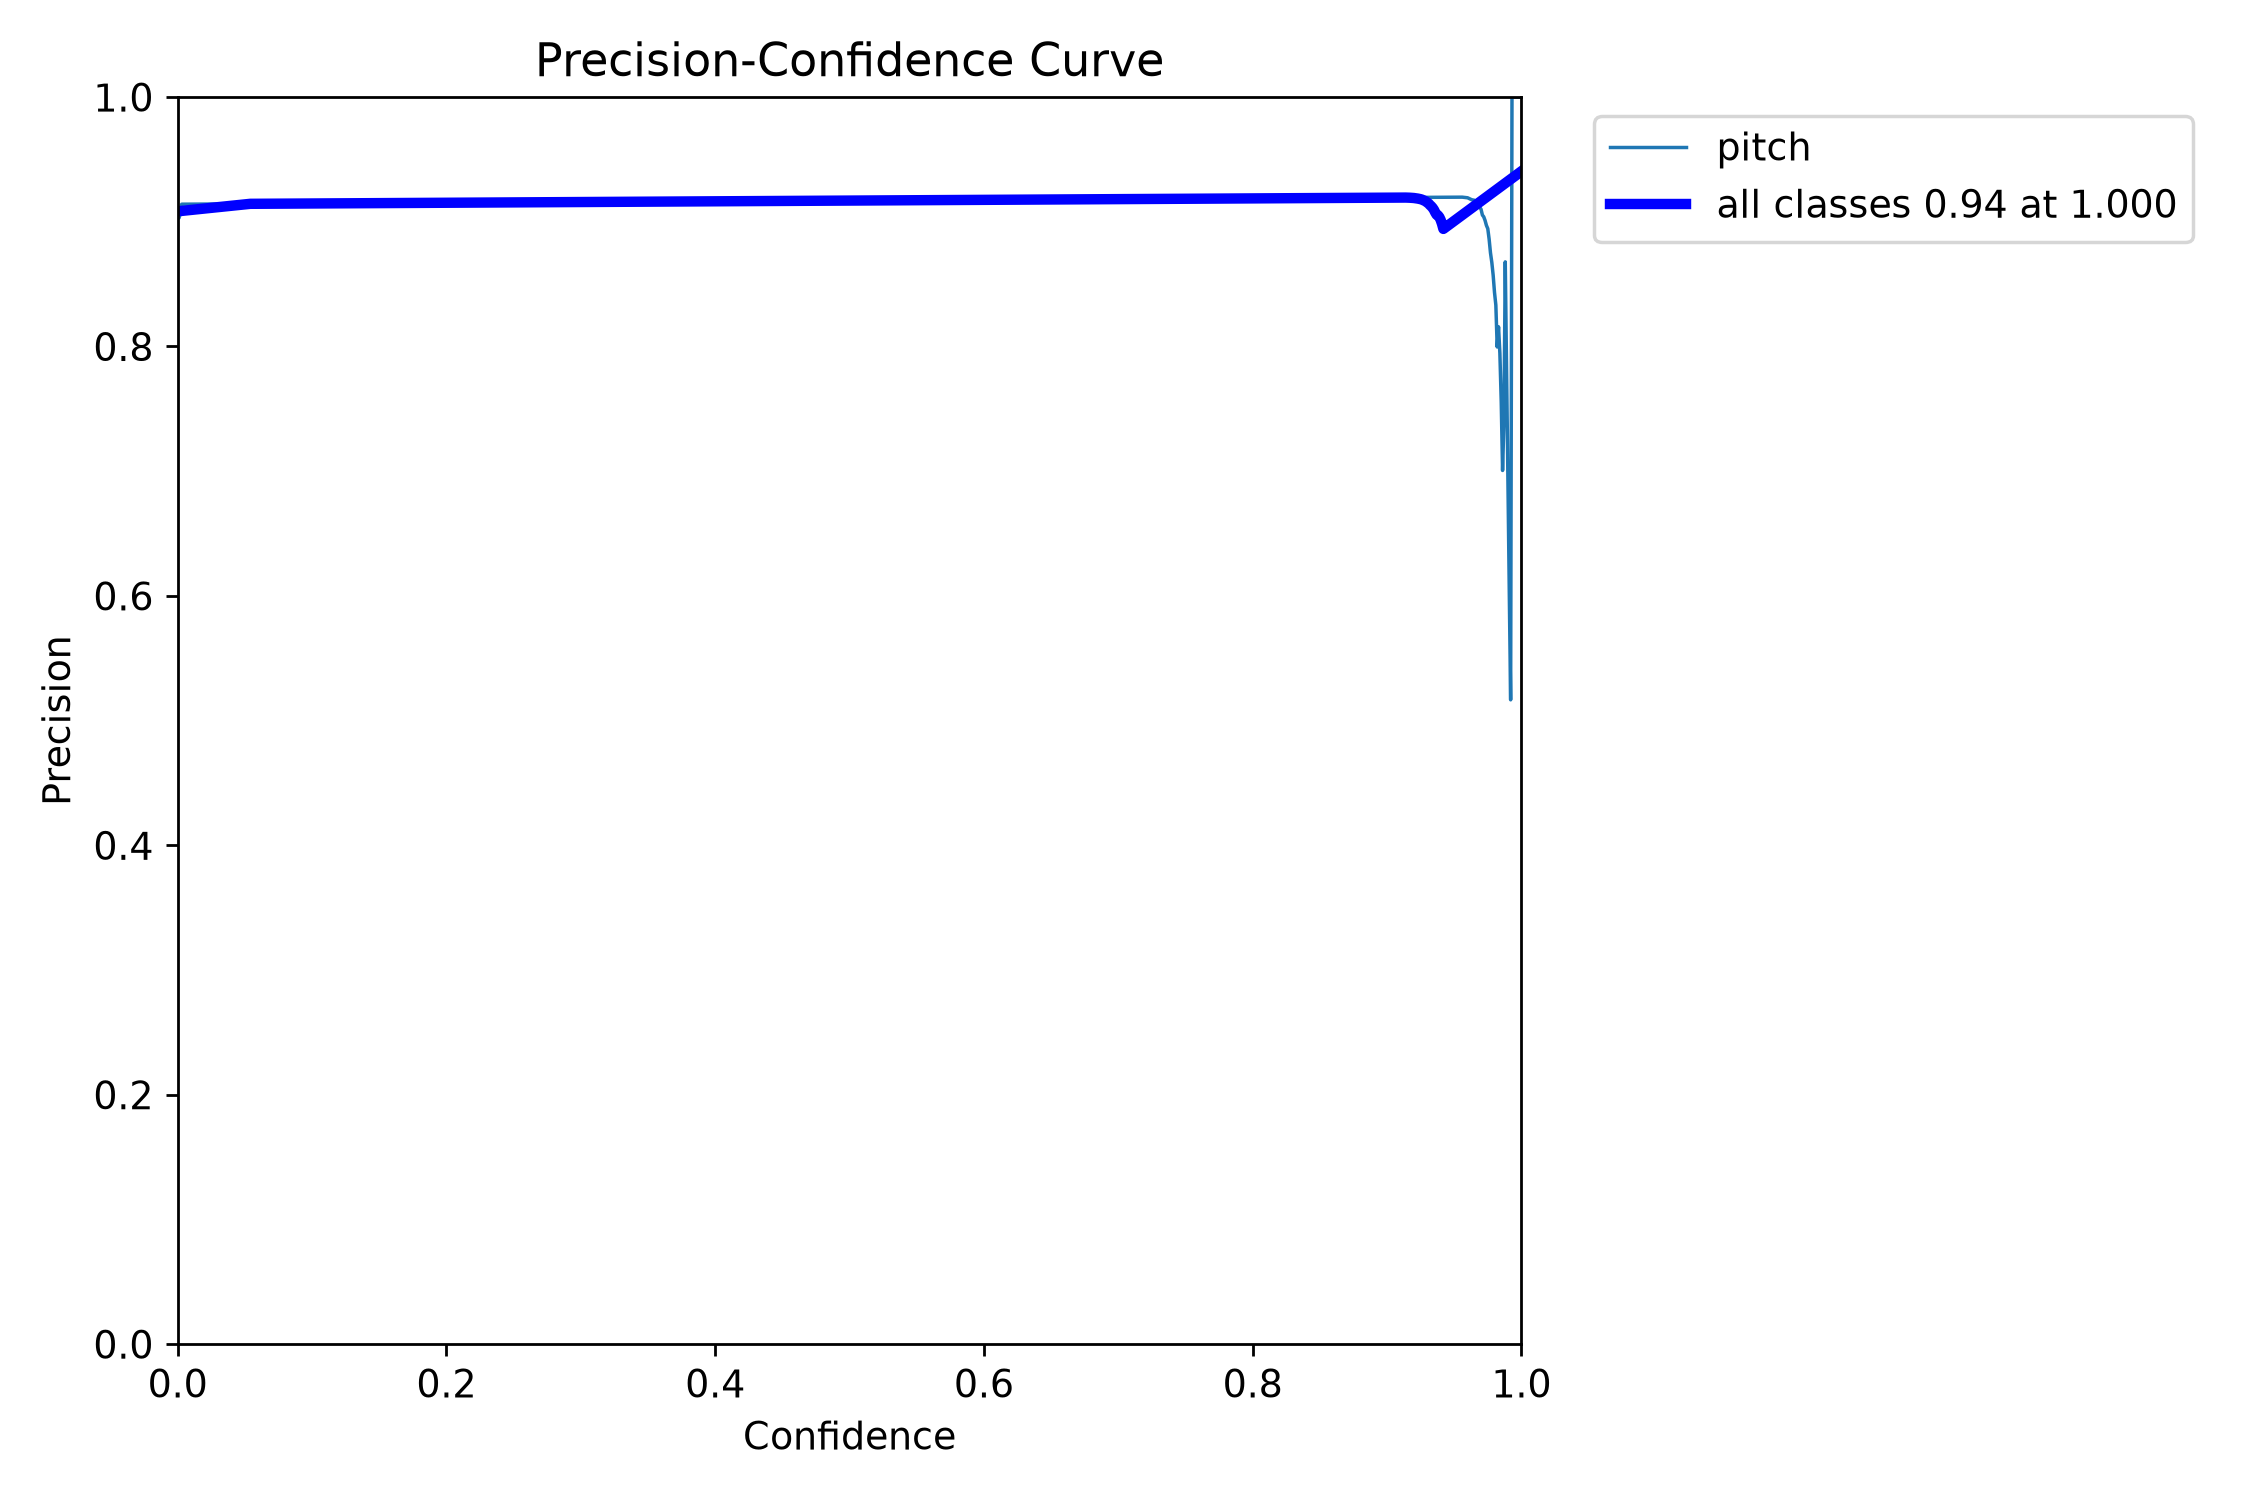 Precision-Confidence Curve
1.0
0.8
0.6
0.4
0.2
0.0
Precision
0.0 0.2 0.4 0.6 0.8 1.0
Confidence
pitch
all classes 0.94 at 1.000